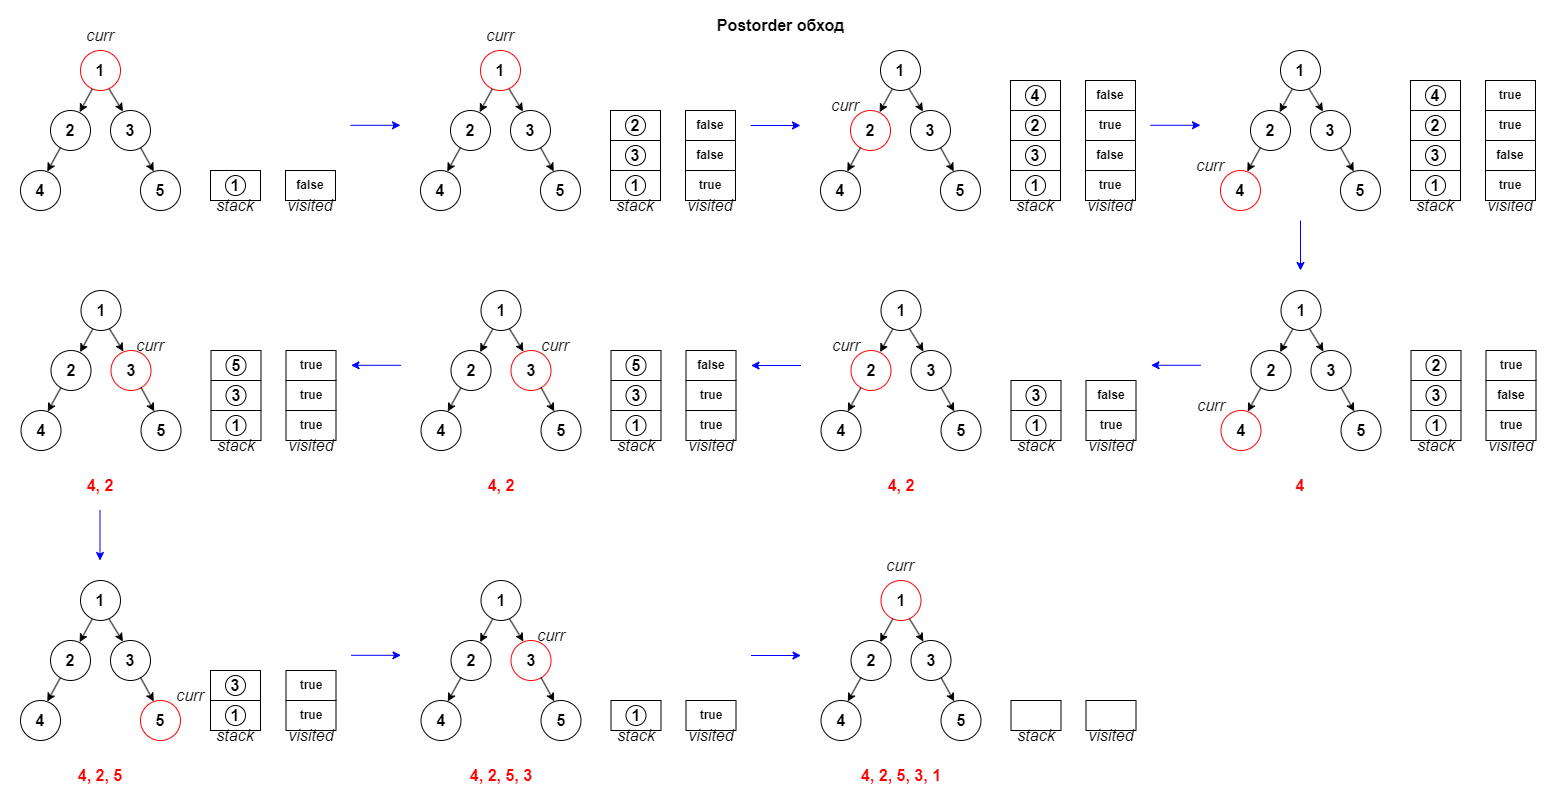 Postorder обход
curr
1
2 3
4 5
1 false
stack visited
curr
1
2 3
4 5
2 false
3 false
1 true
stack visited
1
curr
2 3
4 5
4 false
2 true
3 false
1 true
stack visited
1
2 3
curr
4 5
4 true
2 true
3 false
1 true
stack visited
1
curr
2 3
4 5
5 true
3 true
1 true
stack visited
4, 2
1
curr
2 3
4 5
5 false
3 true
1 true
stack visited
4, 2
1
curr
2 3
4 5
3 false
1 true
stack visited
4, 2
1
2 3
curr
4 5
2 true
3 false
1 true
stack visited
4
1
2 3
curr
4 5
3 true
1 true
stack visited
4, 2, 5
1
curr
2 3
4 5
1 true
stack visited
4, 2, 5, 3
curr
1
2 3
4 5
stack visited
4, 2, 5, 3, 1